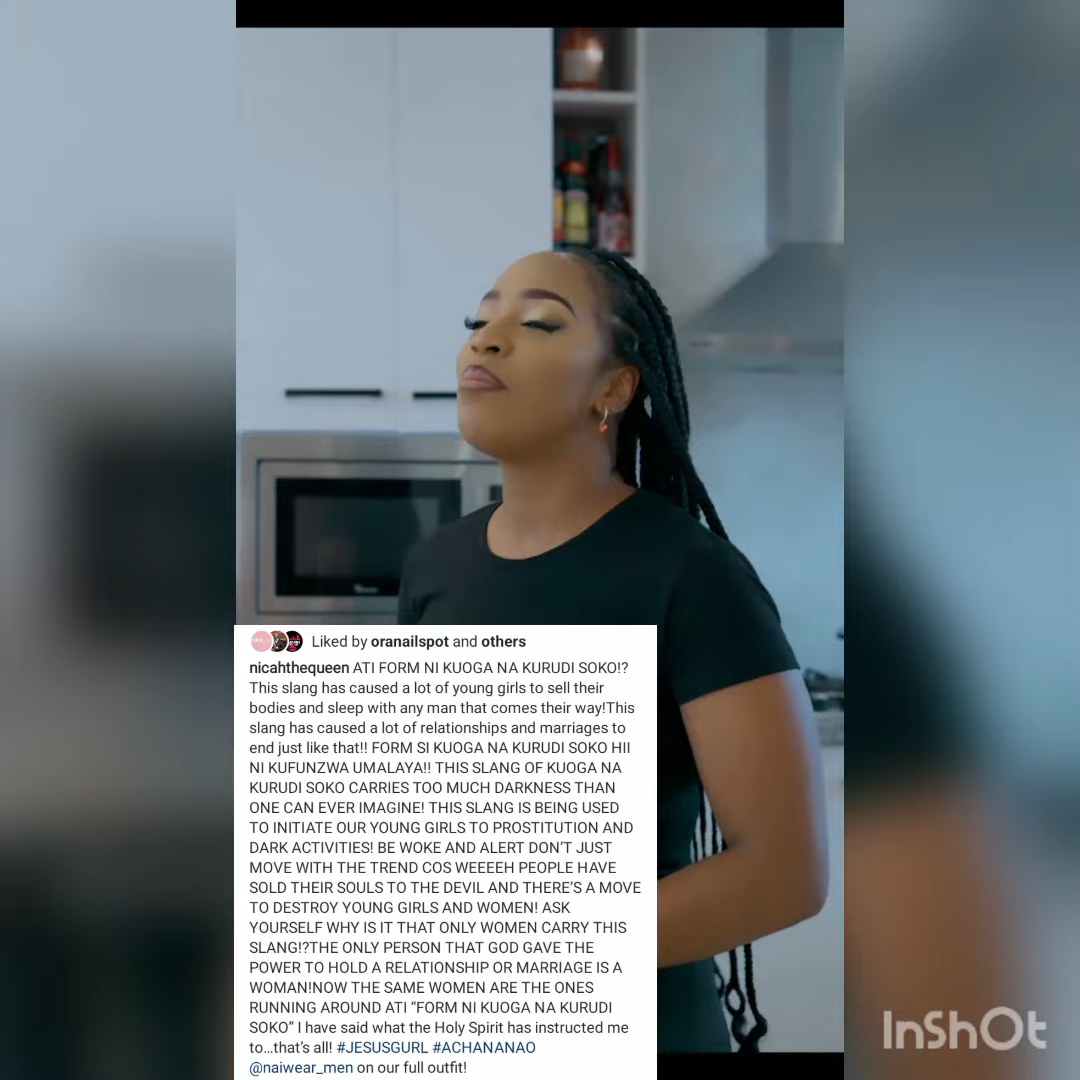 Liked by oranailspot and others
nicahthequeen ATI FORM NI KUOGA NA KURUDI SOKO!?
This slang has caused a lot of young girls to sell their
bodies and sleep with any man that comes their way!This
slang has caused a lot of relationships and marriages to
end just like that!! FORM SI KUOGA NA KURUDI SOKO HII
NI KUFUNZWA UMALAYA!! THIS SLANG OF KUOGA NA
KURUDI SOKO CARRIES TOO MUCH DARKNESS THAN
ONE CAN EVER IMAGINE! THIS SLANG IS BEING USED
TO INITIATE OUR YOUNG GIRLS TO PROSTITUTION AND
DARK ACTIVITIES! BE WOKE AND ALERT DON'T JUST
MOVE WITH THE TREND COS WEEEEH PEOPLE HAVE
SOLD THEIR SOULS TO THE DEVIL AND THERE'S A MOVE
TO DESTROY YOUNG GIRLS AND WOMEN! ASK
YOURSELF WHY IS IT THAT ONLY WOMEN CARRY THIS
SLANG!?THE ONLY PERSON THAT GOD GAVE THE
POWER TO HOLD A RELATIONSHIP OR MARRIAGE IS A
WOMAN!NOW THE SAME WOMEN ARE THE ONES
RUNNING AROUND ATI “FORM NI KUOGA NA KURUDI
SOKO” I have said what the Holy Spirit has instructed me
to...that's all! #JESUSGURL #ACHANANAO
@naiwear_men on our full outfit!
InShOt